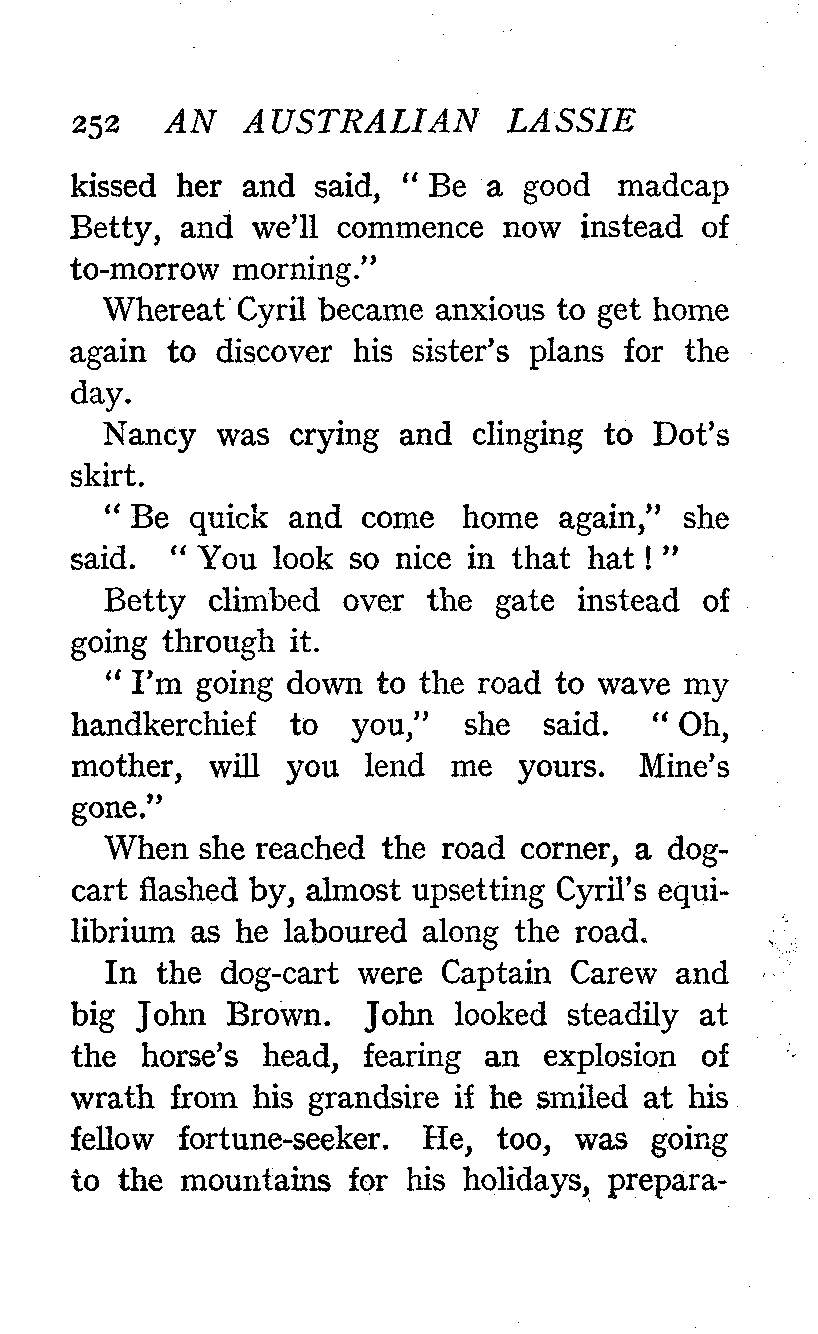 252 AN AUSTRALIAN LASSIE
kissed her and said, “ Be a good madcap
Betty, and we’ll commence now instead of
to-morrow morning.”
Whereat Cyril became anxious to get home
again to discover his sister’s plans for the
day.
Nancy was crying and clinging to Dot’s
skirt.
“ Be quick and come home again,” she
said. “ You look so nice in that hat ! ”
Betty climbed over the gate instead of
going through it.
“ I’m going down to the road to wave my
handkerchief to you,” she said. “ Oh,
mother, will you lend me yours. Mine’s
gone.”
When she reached the road corner, a dog-
cart flashed by, almost upsetting Cyril’s equi-
librium as he laboured along the road.
In the dog-cart were Captain Carew and
big John Brown. John looked steadily at
the horse’s head, fearing an explosion of
wrath from his grandsire if he smiled at his
fellow fortune-seeker. He, too, was going
to the mountains for his holidays, prepara-